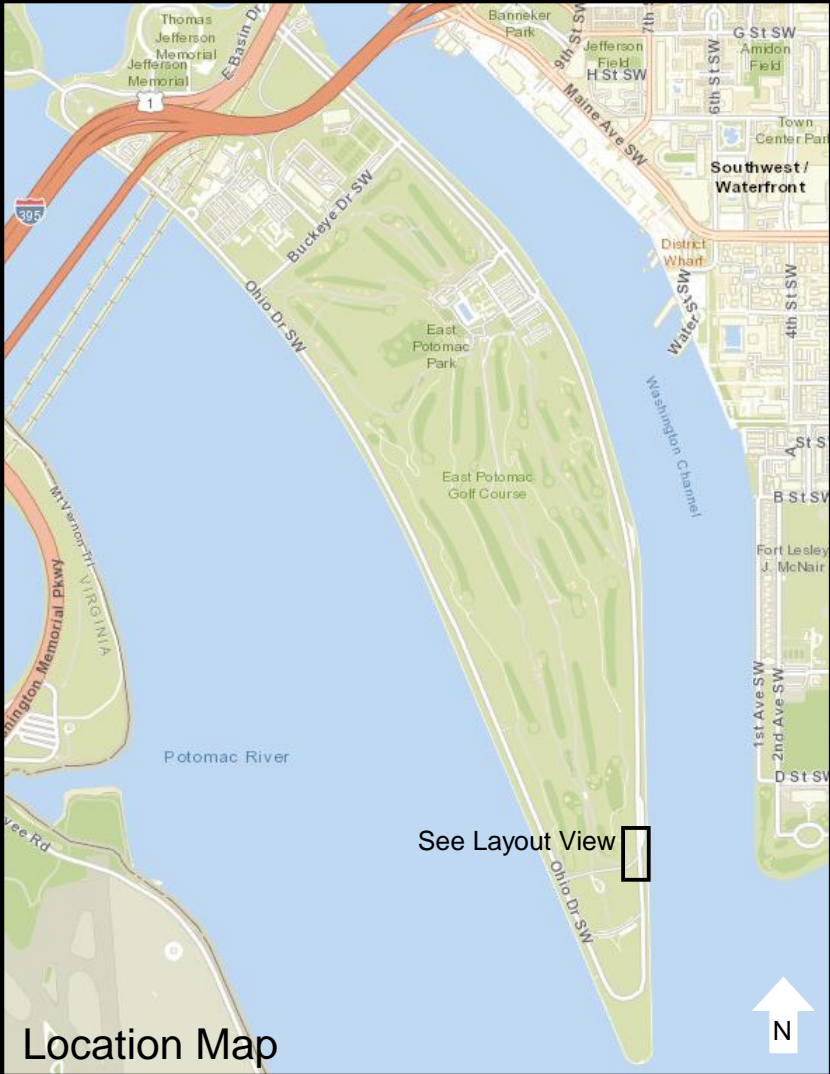 Thomas
Jefferson
Memorial
Jefferson
Memorial
E Basin Dr
1
395
Banneker
Park
9th St SW
7th S
Jefferson
Field
H St SW
G St SW
Amidon
Field
6th St SW
Maine Ave SW
Town
Center Park
Southwest /
Waterfront
Buckeye Dr SW
Ohio Dr SW
District
Wharf
Water St SW
4th St SW
East
Potomac
Park
Washington Channel
A St S
East Potomac
Golf Course
B St SW
Mt Vernon Trl
VIRGINIA
Fort Lesley
J. McNair
hington Memorial Pkwy
1st Ave SW
2nd Ave SW
Potomac River
D St SW
See Layout View
vee Rd
Ohio Dr SW
Location Map
N